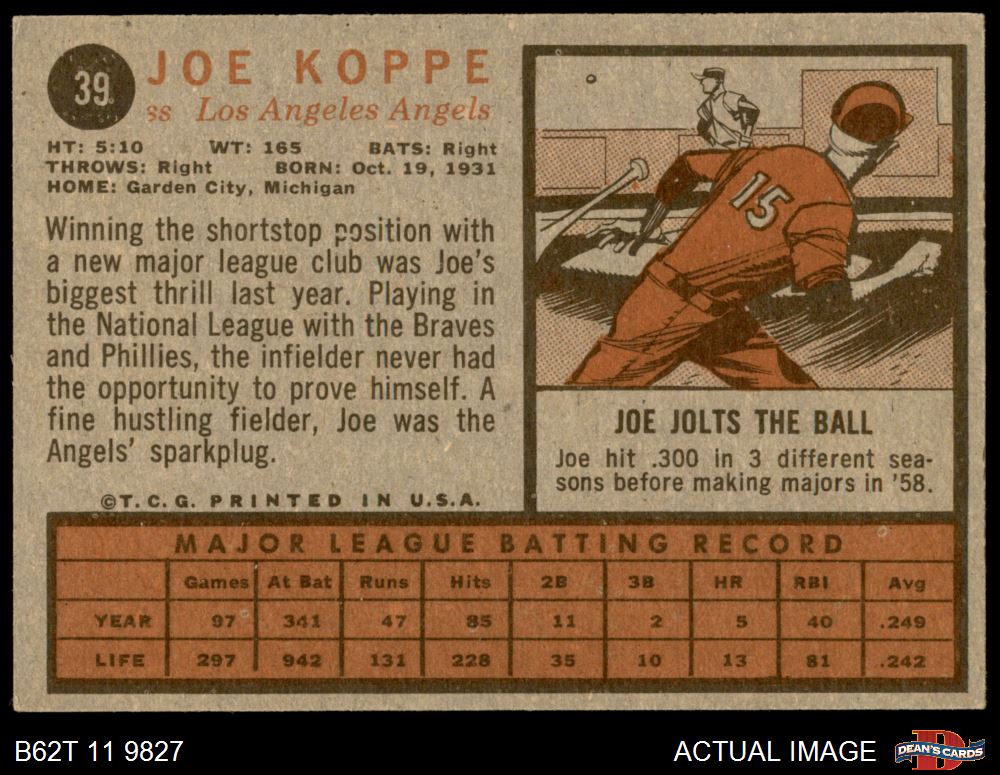 39
JOE KOPPE
ss Los Angeles Angels
HT: 5:10 WT: 165 BATS: Right
THROWS: Right BORN: Oct. 19, 1931
HOME: Garden City, Michigan
Winning the shortstop position with
a new major league club was Joe's
biggest thrill last year. Playing in
the National League with the Braves
and Phillies, the infielder never had
the opportunity to prove himself. A
fine hustling fielder, Joe was the
Angels' sparkplug.
©T.C.G. PRINTED IN U.S.A.
15
JOE JOLTS THE BALL
Joe hit .300 in 3 different sea-
sons before making majors in '58.
MAJOR LEAGUE BATTING RECORD
Games At Bat Runs Hits 2B 3B HR RBI Avg
YEAR 97 341 47 85 11 2 5 40 .249
LIFE 297 942 131 228 35 10 13 81 .242
B62T 11 9827
ACTUAL IMAGE
DEAN'S CARDS